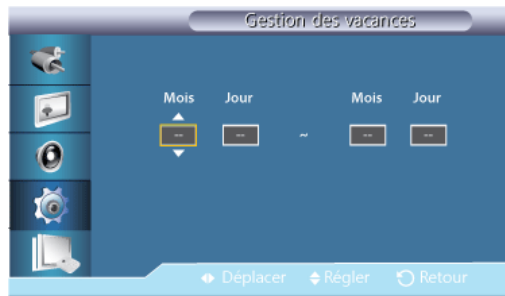 Gestion des vacances
Mois Jour Mois Jour
-- -- ~ -- --
Déplacer Régler Retour